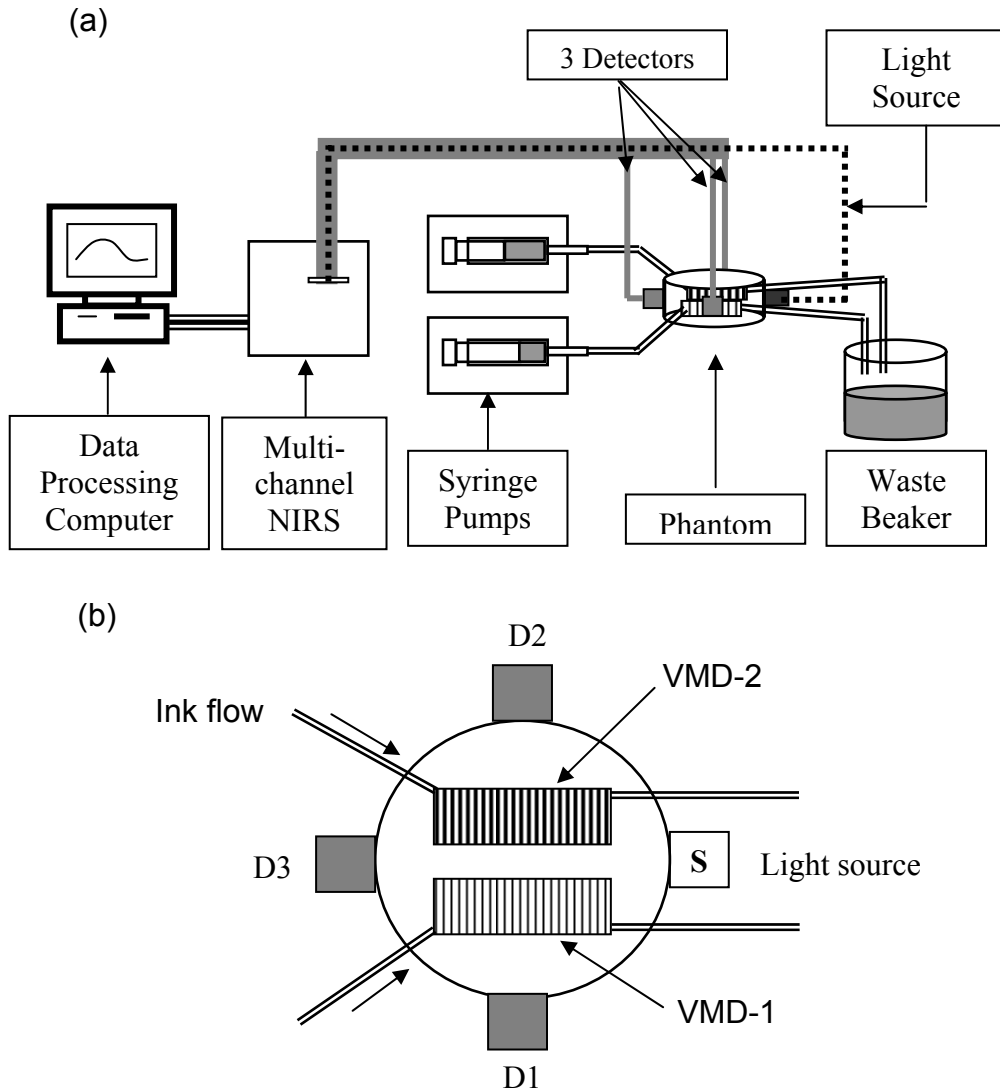 (a)
3 Detectors
Light
Source
Data
Processing
Computer
Multi-
channel
NIRS
Syringe
Pumps
Phantom
Waste
Beaker
(b)
D2
VMD-2
Ink flow
D3
S
Light source
VMD-1
D1